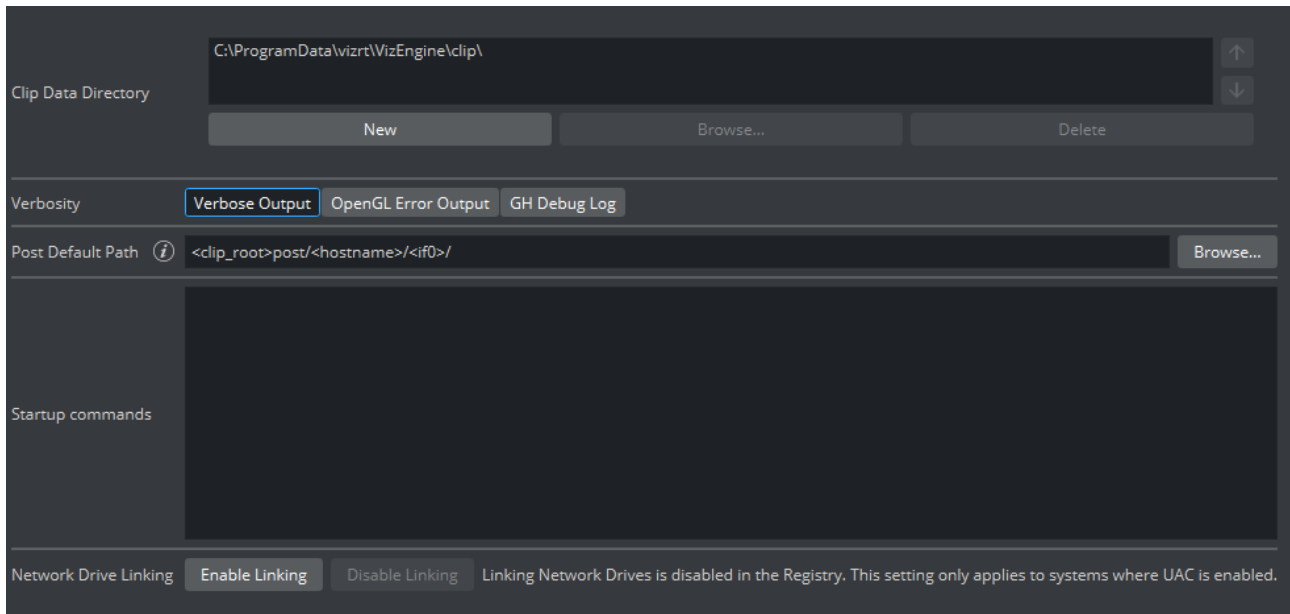 C:\ProgramData\vizrt\VizEngine\clip\
Clip Data Directory
New Browse... Delete
Verbosity Verbose Output OpenGL Error Output GH Debug Log
Post Default Path i <clip_root>post/<hostname>/<if0>/ Browse...
Startup commands
Network Drive Linking Enable Linking Disable Linking Linking Network Drives is disabled in the Registry. This setting only applies to systems where UAC is enabled.